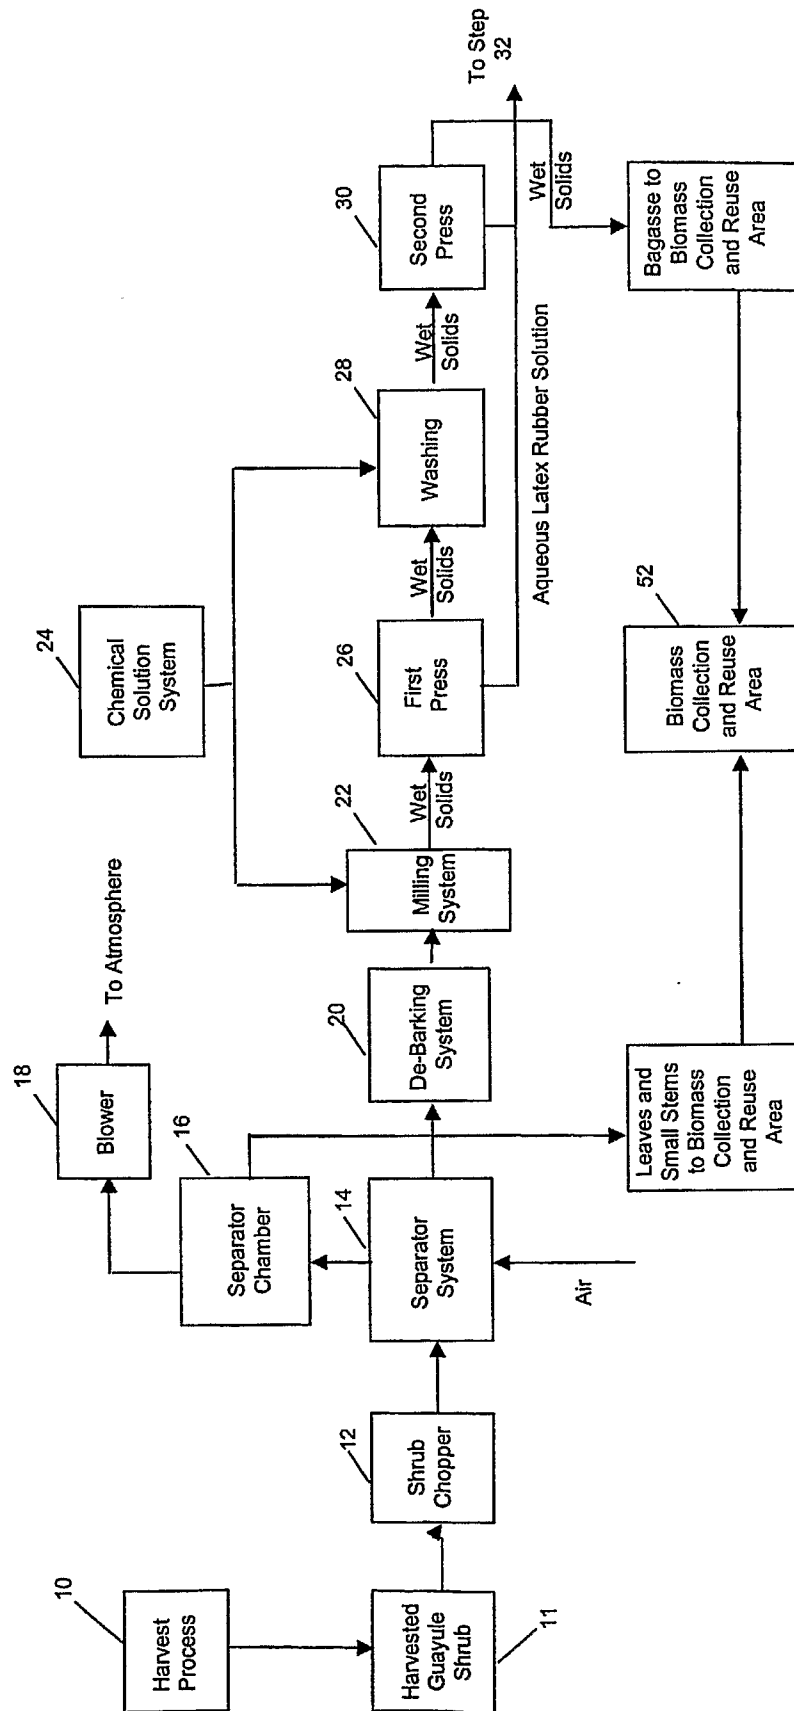 10
Harvest
Process
Harvested
Guayule
Shrub
11
12
Shrub
Chopper
14
Separator
System
Air
16
Separator
Chamber
18
Blower
To Atmosphere
20
De-Barking
System
Leaves and
Small Stems
to Biomass
Collection
and Reuse
Area
22
Milling
System
24
Chemical
Solution
System
Wet
Solids
26
First
Press
Wet
Solids
28
Washing
Wet
Solids
30
Second
Press
Aqueous Latex Rubber Solution
To Step
32
Wet
Solids
Bagasse to
Biomass
Collection
and Reuse
Area
52
Biomass
Collection
and Reuse
Area